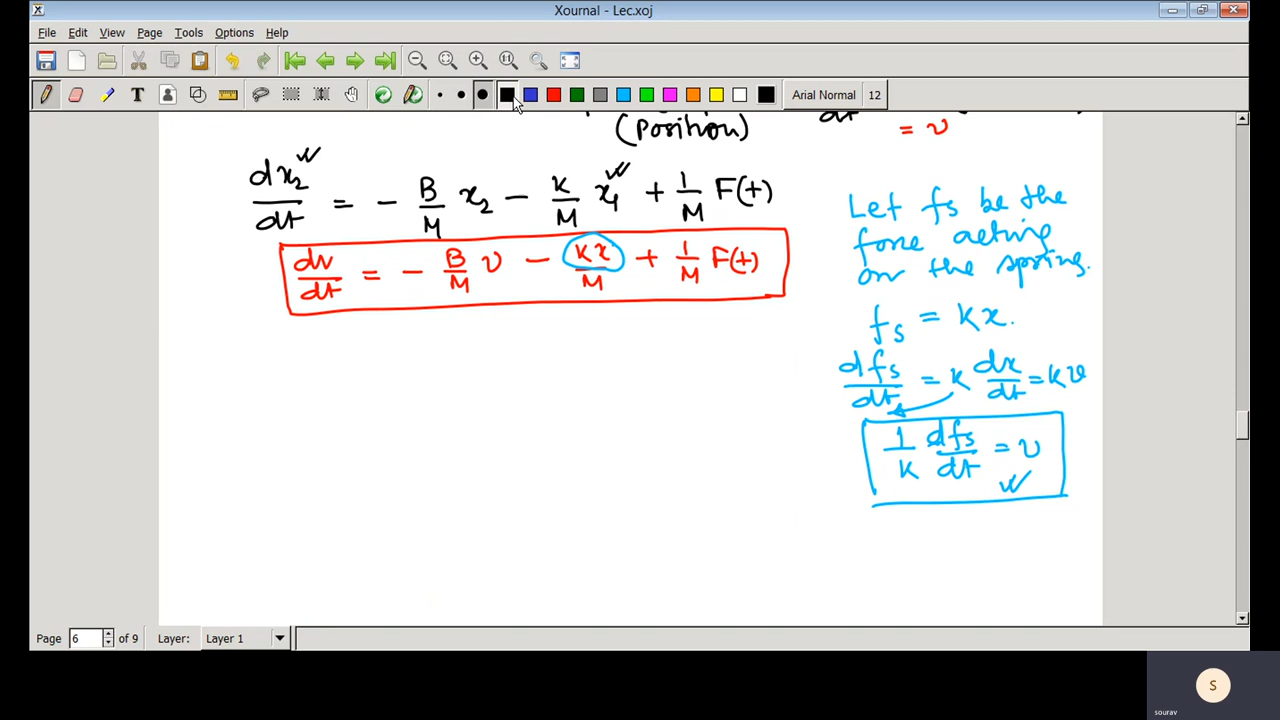 Xournal - Lec.xoj
File Edit View Page Tools Options Help
Arial Normal 12
(Position)
= v
dx₂/dt = - B/M x₂ - K/M x₁ + 1/M F(t)
dv/dt = - B/M v - Kx/M + 1/M F(t)
Let fs be the
force acting
on the spring.
fs = Kx.
dfs/dt = K dx/dt = Kv
1/K dfs/dt = v
Page 6 of 9 Layer: Layer 1
S
sourav